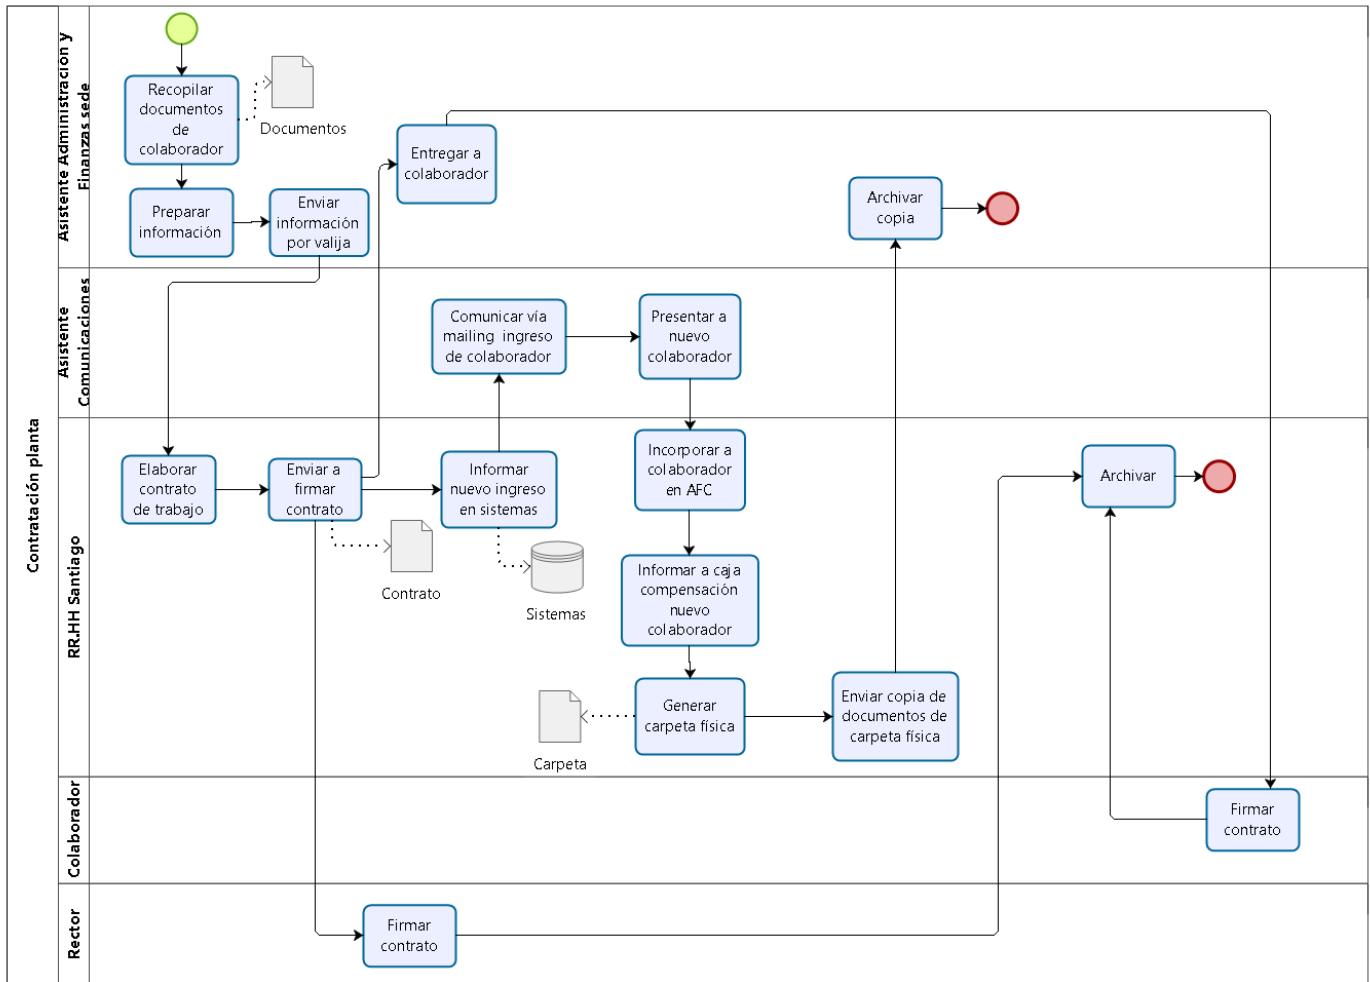 Contratación planta
Asistente Administracion y
Finanzas sede
Recopilar
documentos
de
colaborador
Documentos
Preparar
información
Enviar
información
por valija
Entregar a
colaborador
Archivar
copia
Asistente
Comunicaciones
Comunicar vía
mailing ingreso
de colaborador
Presentar a
nuevo
colaborador
RR.HH Santiago
Elaborar
contrato
de trabajo
Enviar a
firmar
contrato
Contrato
Informar
nuevo ingreso
en sistemas
Sistemas
Incorporar a
colaborador
en AFC
Informar a caja
compensación
nuevo
colaborador
Generar
carpeta física
Carpeta
Enviar copia de
documentos de
carpeta física
Archivar
Colaborador
Firmar
contrato
Rector
Firmar
contrato